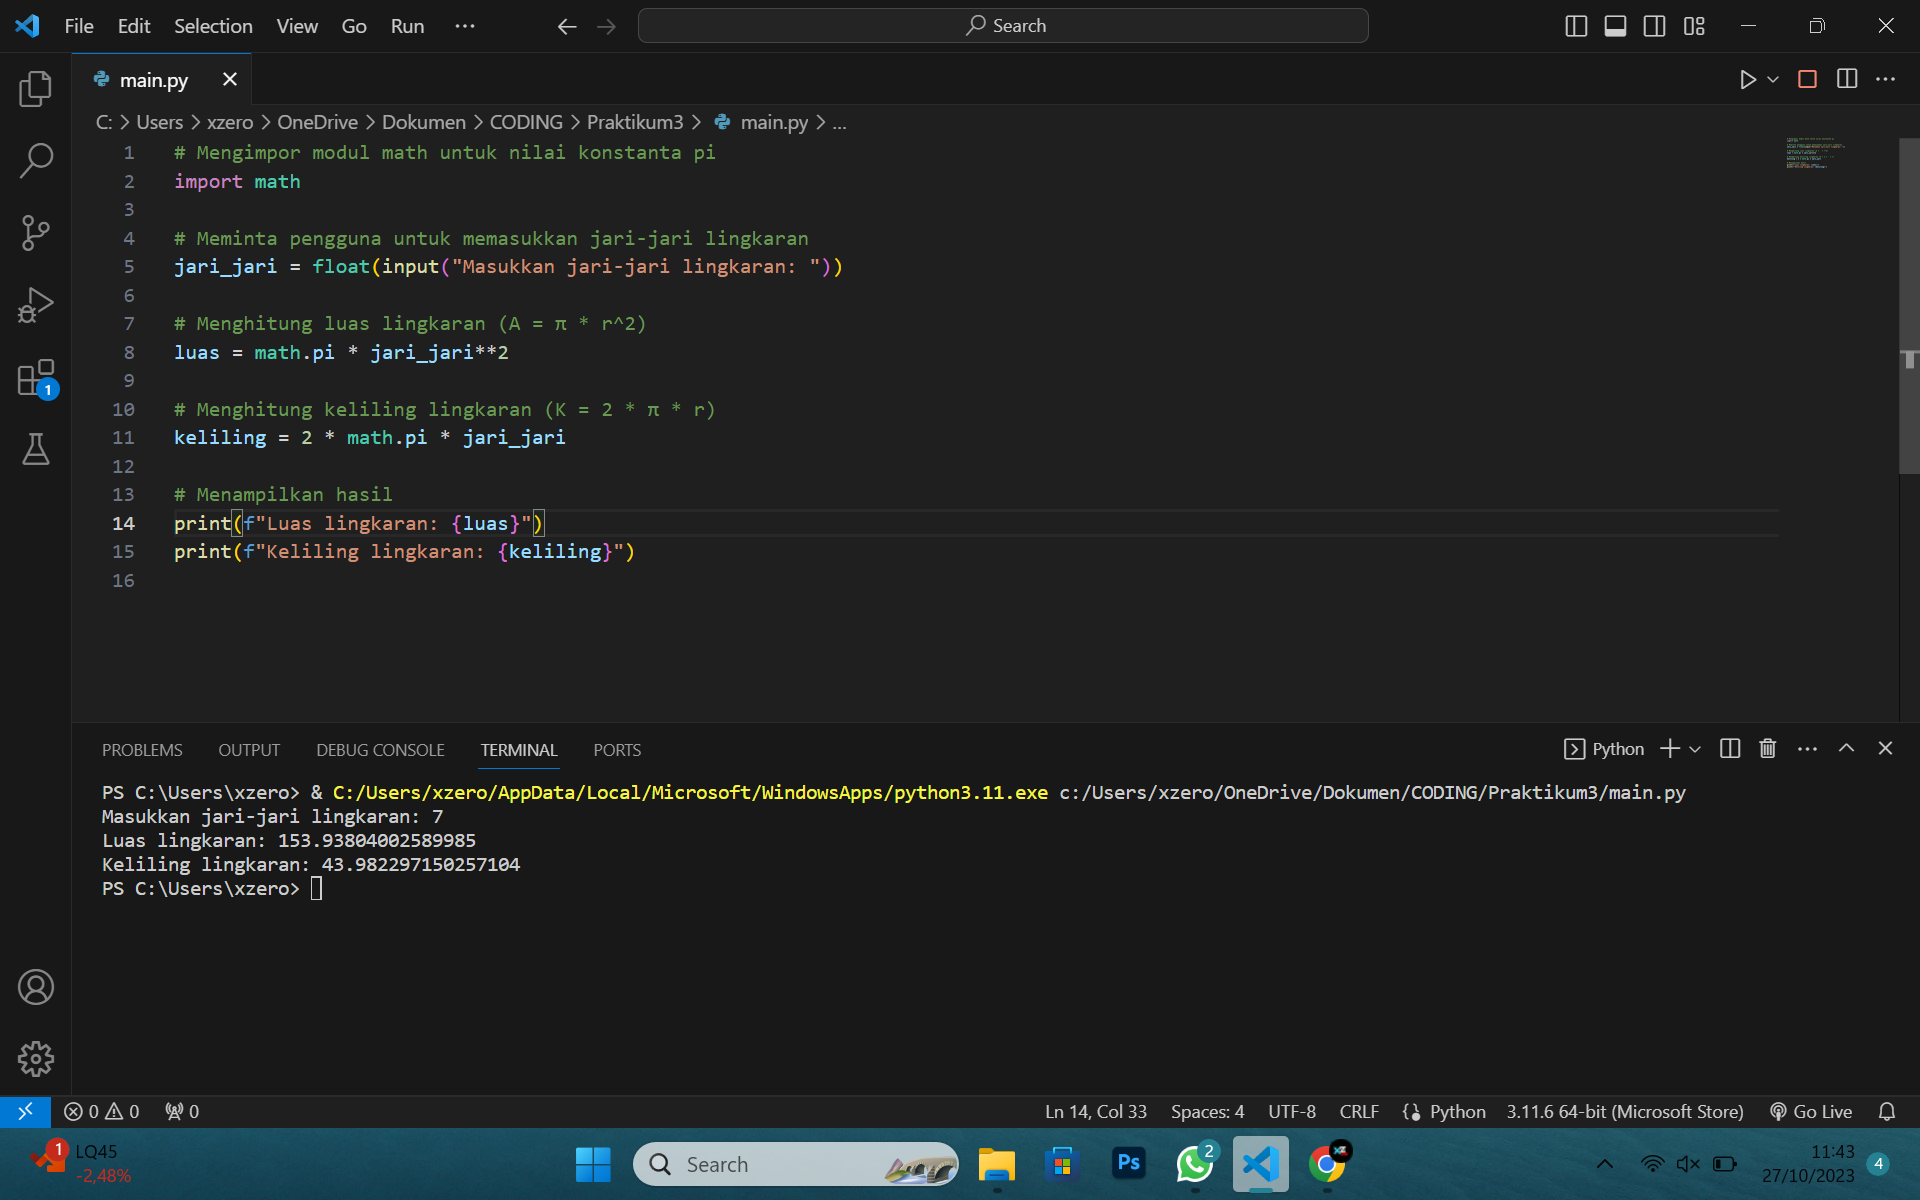 File Edit Selection View Go Run ··· Search
main.py
C: > Users > xzero > OneDrive > Dokumen > CODING > Praktikum3 > main.py > ...
1 # Mengimpor modul math untuk nilai konstanta pi
2 import math
3
4 # Meminta pengguna untuk memasukkan jari-jari lingkaran
5 jari_jari = float(input("Masukkan jari-jari lingkaran: "))
6
7 # Menghitung luas lingkaran (A = π * r^2)
8 luas = math.pi * jari_jari**2
9
10 # Menghitung keliling lingkaran (K = 2 * π * r)
11 keliling = 2 * math.pi * jari_jari
12
13 # Menampilkan hasil
14 print(f"Luas lingkaran: {luas}")
15 print(f"Keliling lingkaran: {keliling}")
16
1
PROBLEMS OUTPUT DEBUG CONSOLE TERMINAL PORTS Python
PS C:\Users\xzero> & C:/Users/xzero/AppData/Local/Microsoft/WindowsApps/python3.11.exe c:/Users/xzero/OneDrive/Dokumen/CODING/Praktikum3/main.py
Masukkan jari-jari lingkaran: 7
Luas lingkaran: 153.93804002589985
Keliling lingkaran: 43.982297150257104
PS C:\Users\xzero>
0 0 0 Ln 14, Col 33 Spaces: 4 UTF-8 CRLF Python 3.11.6 64-bit (Microsoft Store) Go Live
1 LQ45
-2,48%
Search
Ps
2
11:43
27/10/2023
4